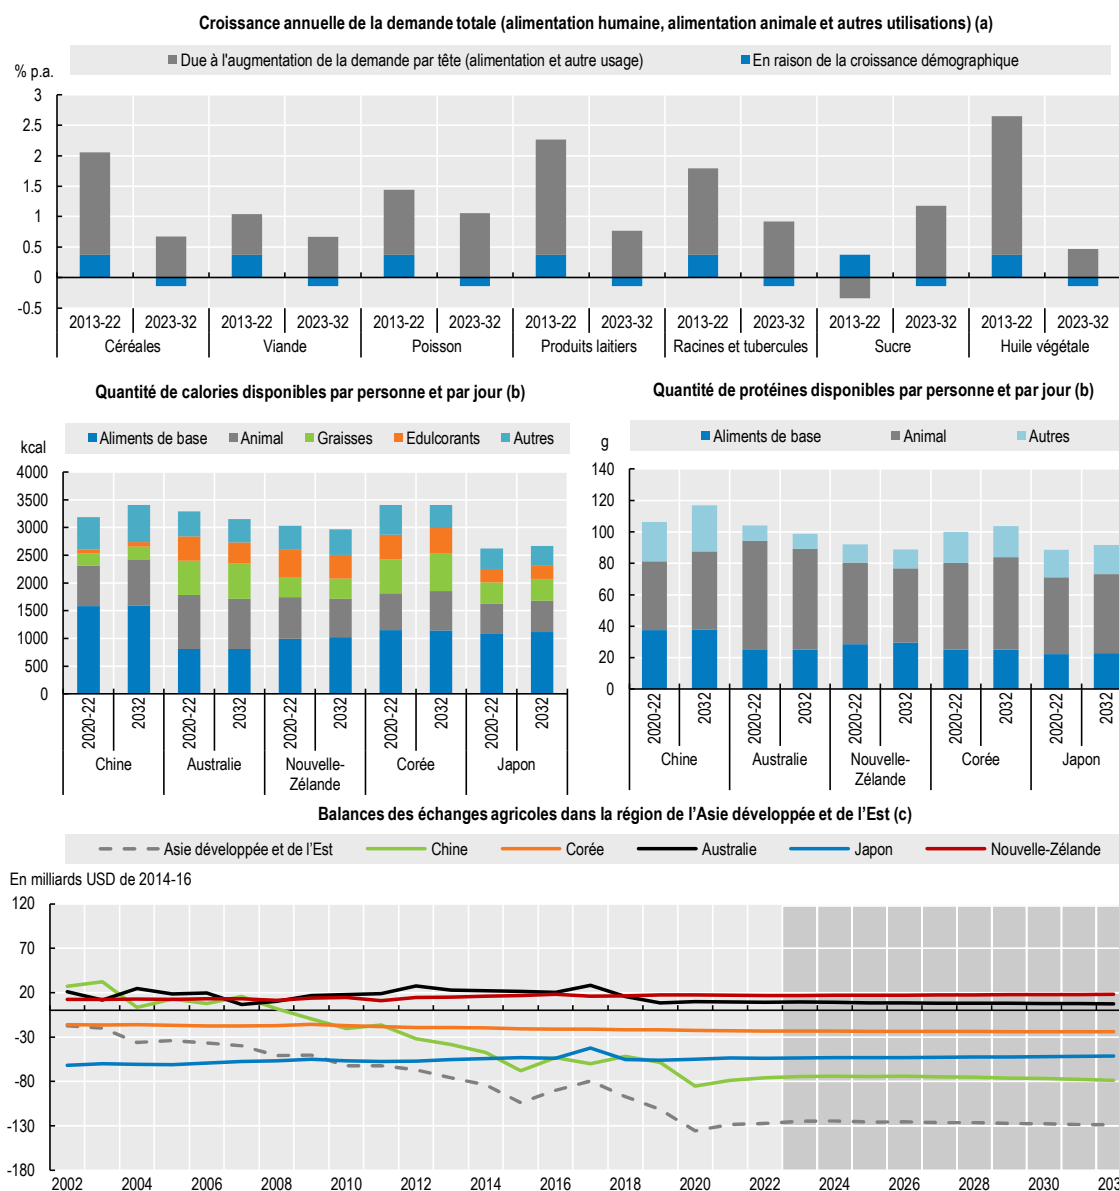 Croissance annuelle de la demande totale (alimentation humaine, alimentation animale et autres utilisations) (a)
Due à l'augmentation de la demande par tête (alimentation et autre usage) En raison de la croissance démographique
% p.a.
3
2.5
2
1.5
1
0.5
0
-0.5
2013-22 2023-32 2013-22 2023-32 2013-22 2023-32 2013-22 2023-32 2013-22 2023-32 2013-22 2023-32 2013-22 2023-32
Céréales Viande Poisson Produits laitiers Racines et tubercules Sucre Huile végétale
Quantité de calories disponibles par personne et par jour (b)
Aliments de base Animal Graisses Edulcorants Autres
kcal
4000
3500
3000
2500
2000
1500
1000
500
0
2020-22 2032 2020-22 2032 2020-22 2032 2020-22 2032 2020-22 2032
Chine Australie Nouvelle-Zélande Corée Japon
Quantité de protéines disponibles par personne et par jour (b)
Aliments de base Animal Autres
g
140
120
100
80
60
40
20
0
2020-22 2032 2020-22 2032 2020-22 2032 2020-22 2032 2020-22 2032
Chine Australie Nouvelle-Zélande Corée Japon
Balances des échanges agricoles dans la région de l’Asie développée et de l’Est (c)
Asie développée et de l’Est Chine Corée Australie Japon Nouvelle-Zélande
En milliards USD de 2014-16
120
70
20
-30
-80
-130
-180
2002 2004 2006 2008 2010 2012 2014 2016 2018 2020 2022 2024 2026 2028 2030